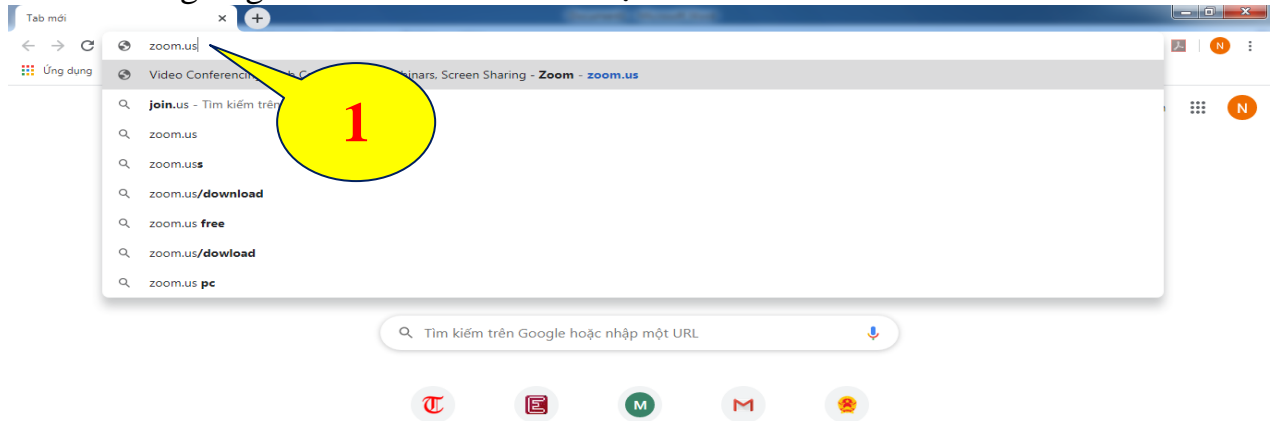 Tab mới
zoom.us
Ứng dụng
Video Conferencing, Screen Sharing - Zoom - zoom.us
join.us - Tìm kiếm trên
1
N
N
zoom.us
zoom.uss
zoom.us/download
zoom.us free
zoom.us/dowload
zoom.us pc
Tìm kiếm trên Google hoặc nhập một URL
T E M M